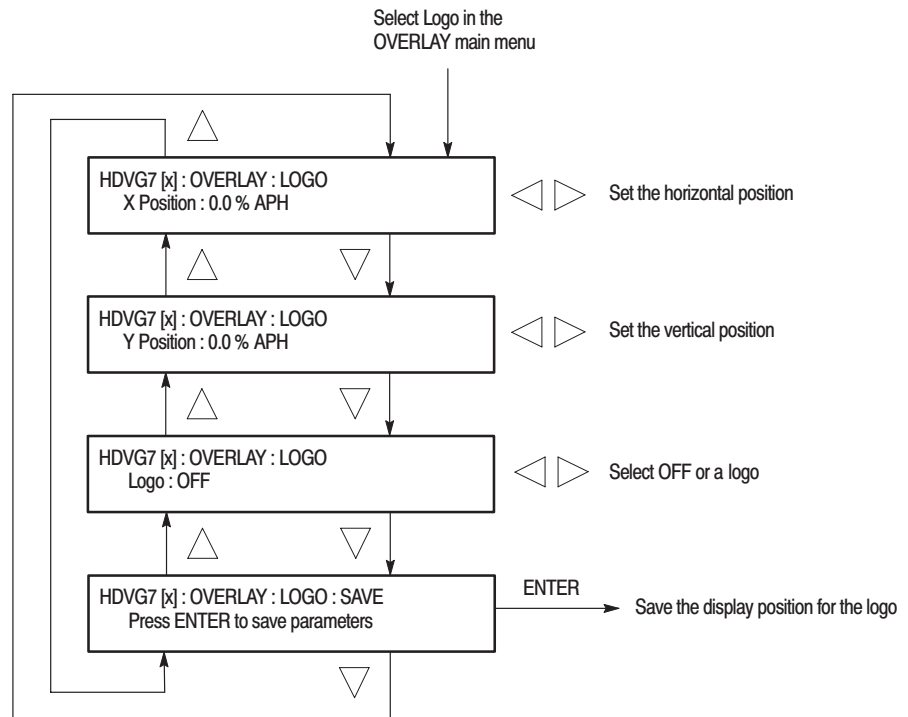 Select Logo in the
OVERLAY main menu
HDVG7 [x] : OVERLAY : LOGO
X Position : 0.0 % APH
Set the horizontal position
HDVG7 [x] : OVERLAY : LOGO
Y Position : 0.0 % APH
Set the vertical position
HDVG7 [x] : OVERLAY : LOGO
Logo : OFF
Select OFF or a logo
HDVG7 [x] : OVERLAY : LOGO : SAVE
Press ENTER to save parameters
ENTER
Save the display position for the logo